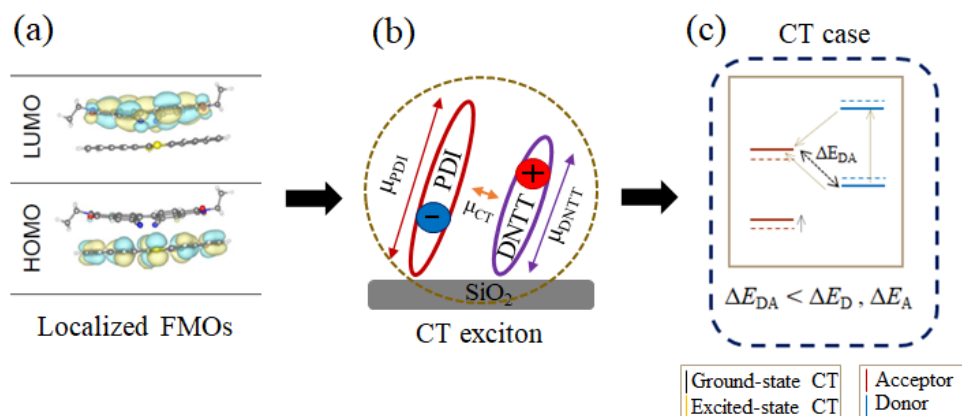 (a)
LUMO
HOMO
Localized FMOs
(b)
μPDI
PDI
−
μCT
+
DNTT
μDNTT
SiO₂
CT exciton
(c)
CT case
ΔEDA
ΔEDA < ΔED , ΔEA
Ground-state CT
Excited-state CT
Acceptor
Donor